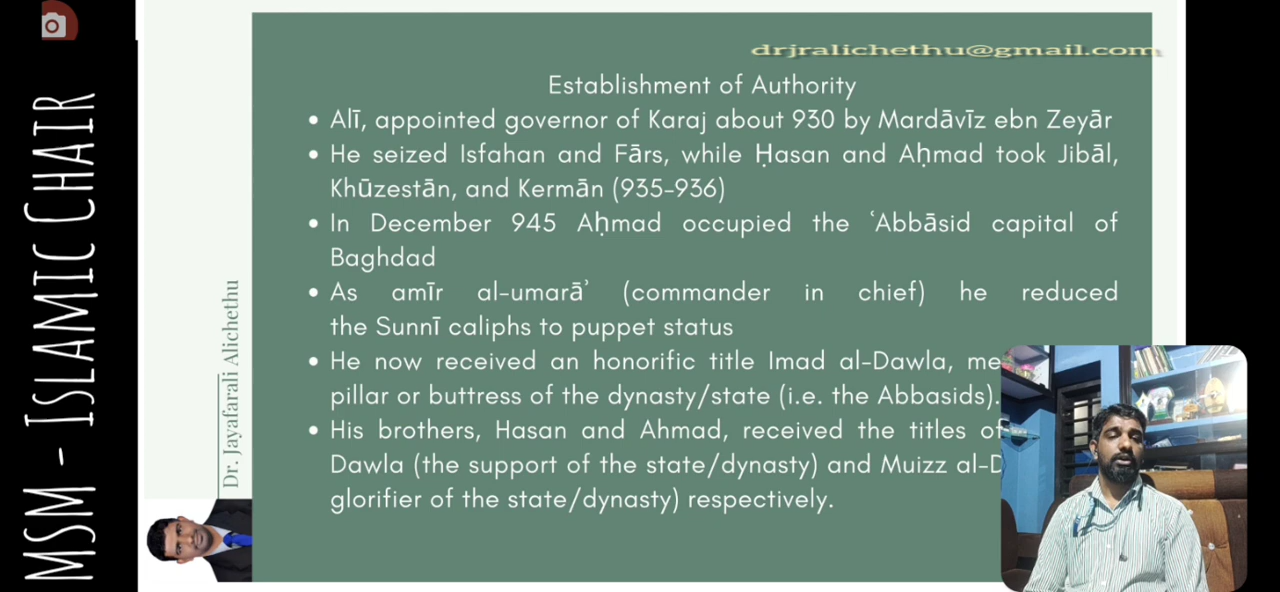 MSM - ISLAMIC CHAIR
Dr. Jayafarali Alichethu
drjralichethu@gmail.com
Establishment of Authority
• Alī, appointed governor of Karaj about 930 by Mardāvīz ebn Zeyār
• He seized Isfahan and Fārs, while Ḥasan and Aḥmad took Jibāl,
Khūzestān, and Kermān (935-936)
• In December 945 Aḥmad occupied the ʿAbbāsid capital of
Baghdad
• As amīr al-umarāʾ (commander in chief) he reduced
the Sunnī caliphs to puppet status
• He now received an honorific title Imad al-Dawla, me
pillar or buttress of the dynasty/state (i.e. the Abbasids).
• His brothers, Hasan and Ahmad, received the titles of
Dawla (the support of the state/dynasty) and Muizz al-D
glorifier of the state/dynasty) respectively.